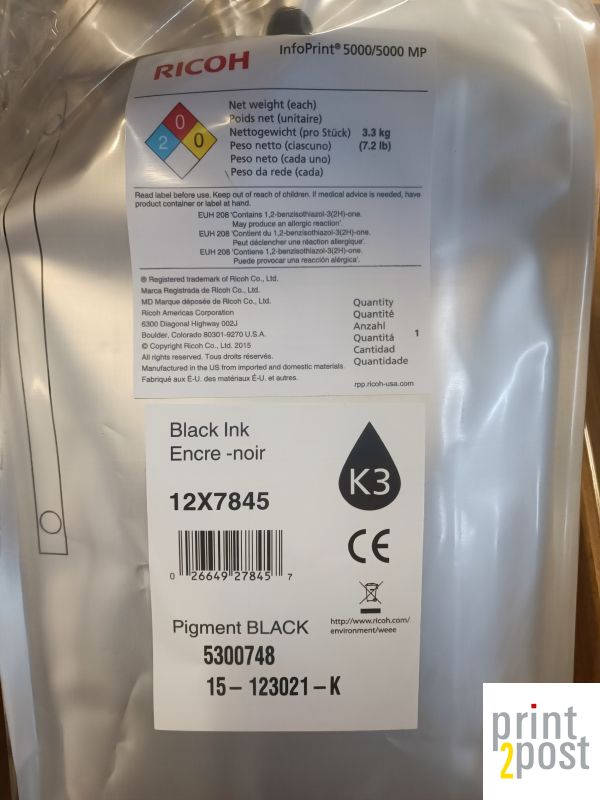 InfoPrint® 5000/5000 MP
RICOH
0
2
0
Net weight (each)
Poids net (unitaire)
Nettogewicht (pro Stück) 3.3 kg
Peso netto (ciascuno) (7.2 lb)
Peso neto (cada uno)
Peso da rede (cada)
Read label before use. Keep out of reach of children. If medical advice is needed, have
product container or label at hand.
EUH 208 'Contains 1,2-benzisothiazol-3(2H)-one.
May produce an allergic reaction'.
EUH 208 'Contient du 1,2-benzisothiazol-3(2H)-one.
Peut déclencher une réaction allergique'.
EUH 208 'Contiene 1,2-benzisothiazol-3(2H)-one.
Puede provocar una reacción alérgica'.
® Registered trademark of Ricoh Co., Ltd.
Marca Registrada de Ricoh Co., Ltd.
MD Marque déposée de Ricoh Co., Ltd.
Ricoh Americas Corporation
6300 Diagonal Highway 002J
Boulder, Colorado 80301-9270 U.S.A.
© Copyright Ricoh Co., Ltd. 2015
All rights reserved. Tous droits réservés.
Manufactured in the US from imported and domestic materials.
Fabriqué aux É.-U. des matériaux É-U. et autres.
Quantity
Quantité
Anzahl
Quantitá 1
Cantidad
Quantidade
rpp.ricoh-usa.com
Black Ink
Encre -noir
K3
12X7845
CE
0 26649 27845 7
http://www.ricoh.com/
environment/weee
Pigment BLACK
5300748
15- 123021-K
print
2post